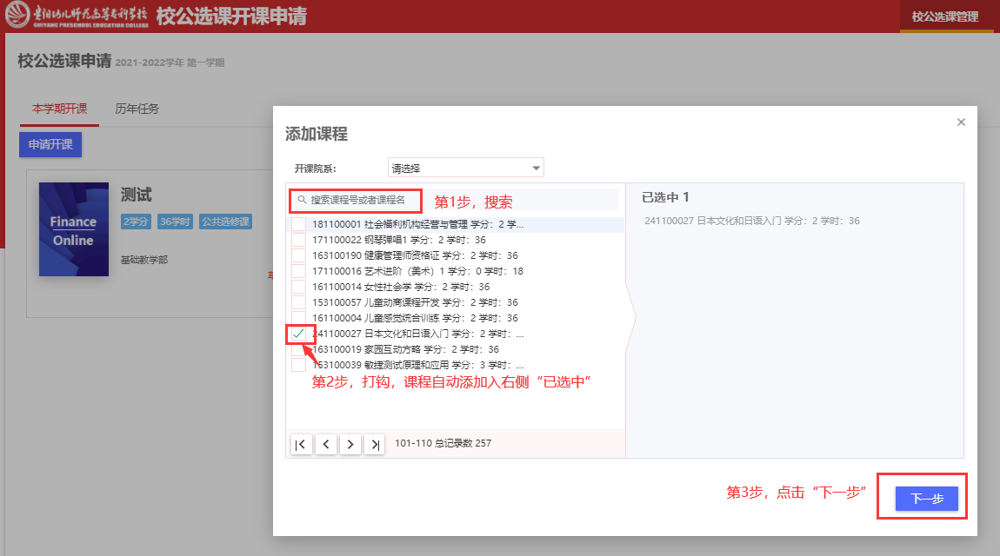 贵阳幼儿师范高等专科学校
GUIYANG PRESCHOOL EDUCATION COLLEGE
校公选课开课申请
校公选课管理
校公选课申请 2021-2022学年 第一学期
本学期开课 历年任务
申请开课
Finance
Online
测试
2学分 36学时 公共选修课
基础教学部
添加课程
×
开课院系: 请选择
搜索课程号或者课程名 第1步，搜索
181100001 社会福利机构经营与管理 学分：2 学...
171100022 钢琴弹唱1 学分：2 学时：36
163100190 健康管理师资格证 学分：2 学时：36
171100016 艺术进阶（美术）1 学分：0 学时：18
161100014 女性社会学 学分：2 学时：36
153100057 儿童动商课程开发 学分：2 学时：36
161100004 儿童感觉统合训练 学分：2 学时：36
241100027 日本文化和日语入门 学分：2 学时：...
163100019 家园互动方略 学分：2 学时：36
153100039 敏捷测试原理和应用 学分：3 学时：...
第2步，打钩，课程自动添加入右侧“已选中”
101-110 总记录数 257
已选中 1
241100027 日本文化和日语入门 学分：2 学时：36
第3步，点击“下一步”
下一步